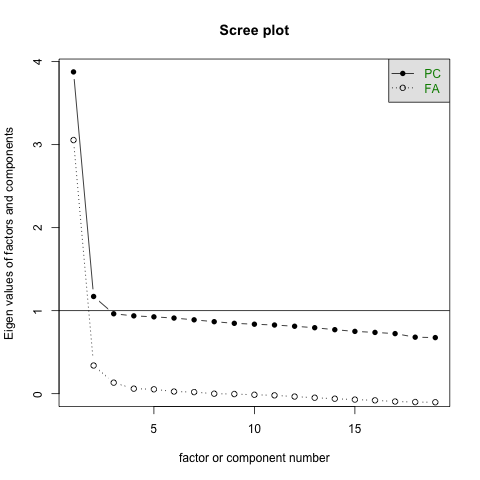 Scree plot
PC
FA
Eigen values of factors and components
4
3
2
1
0
5
10
15
factor or component number